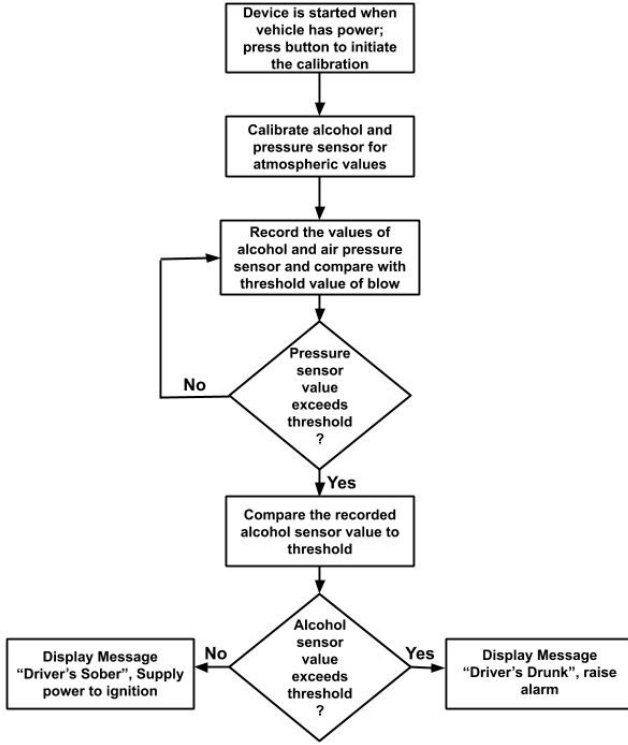 Device is started when
vehicle has power;
press button to initiate
the calibration
Calibrate alcohol and
pressure sensor for
atmospheric values
Record the values of
alcohol and air pressure
sensor and compare with
threshold value of blow
Pressure
sensor
value
exceeds
threshold
?
No
Yes
Compare the recorded
alcohol sensor value to
threshold
Alcohol
sensor
value
exceeds
threshold
?
No
Yes
Display Message
“Driver’s Sober”, Supply
power to ignition
Display Message
“Driver’s Drunk”, raise
alarm